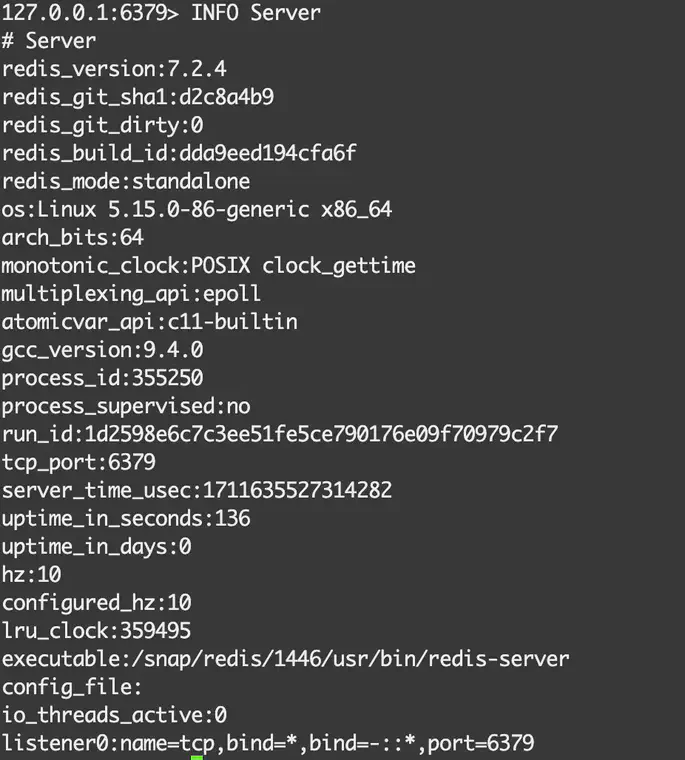 127.0.0.1:6379> INFO Server
# Server
redis_version:7.2.4
redis_git_sha1:d2c8a4b9
redis_git_dirty:0
redis_build_id:dda9eed194cfa6f
redis_mode:standalone
os:Linux 5.15.0-86-generic x86_64
arch_bits:64
monotonic_clock:POSIX clock_gettime
multiplexing_api:epoll
atomicvar_api:c11-builtin
gcc_version:9.4.0
process_id:355250
process_supervised:no
run_id:1d2598e6c7c3ee51fe5ce790176e09f70979c2f7
tcp_port:6379
server_time_usec:1711635527314282
uptime_in_seconds:136
uptime_in_days:0
hz:10
configured_hz:10
lru_clock:359495
executable:/snap/redis/1446/usr/bin/redis-server
config_file:
io_threads_active:0
listener0:name=tcp,bind=*,bind=-::*,port=6379